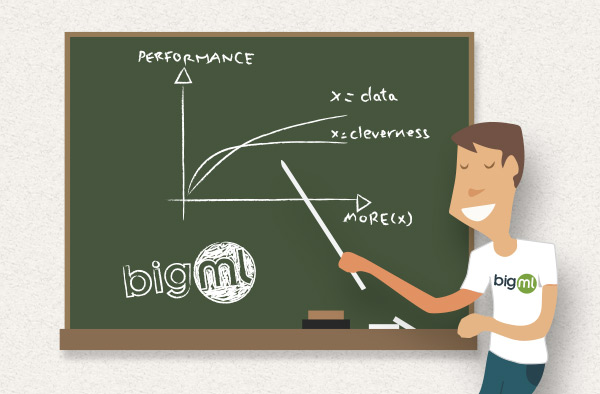 PERFORMANCE
x = data
x=cleverness
MORE(x)
bigml
bigml